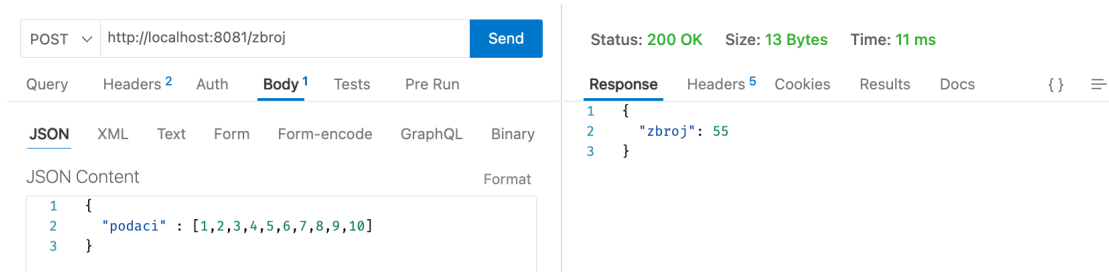 POST http://localhost:8081/zbroj Send
Query Headers 2 Auth Body 1 Tests Pre Run
JSON XML Text Form Form-encode GraphQL Binary
JSON Content Format
1 {
2 "podaci" : [1,2,3,4,5,6,7,8,9,10]
3 }
Status: 200 OK Size: 13 Bytes Time: 11 ms
Response Headers 5 Cookies Results Docs { }
1 {
2 "zbroj": 55
3 }